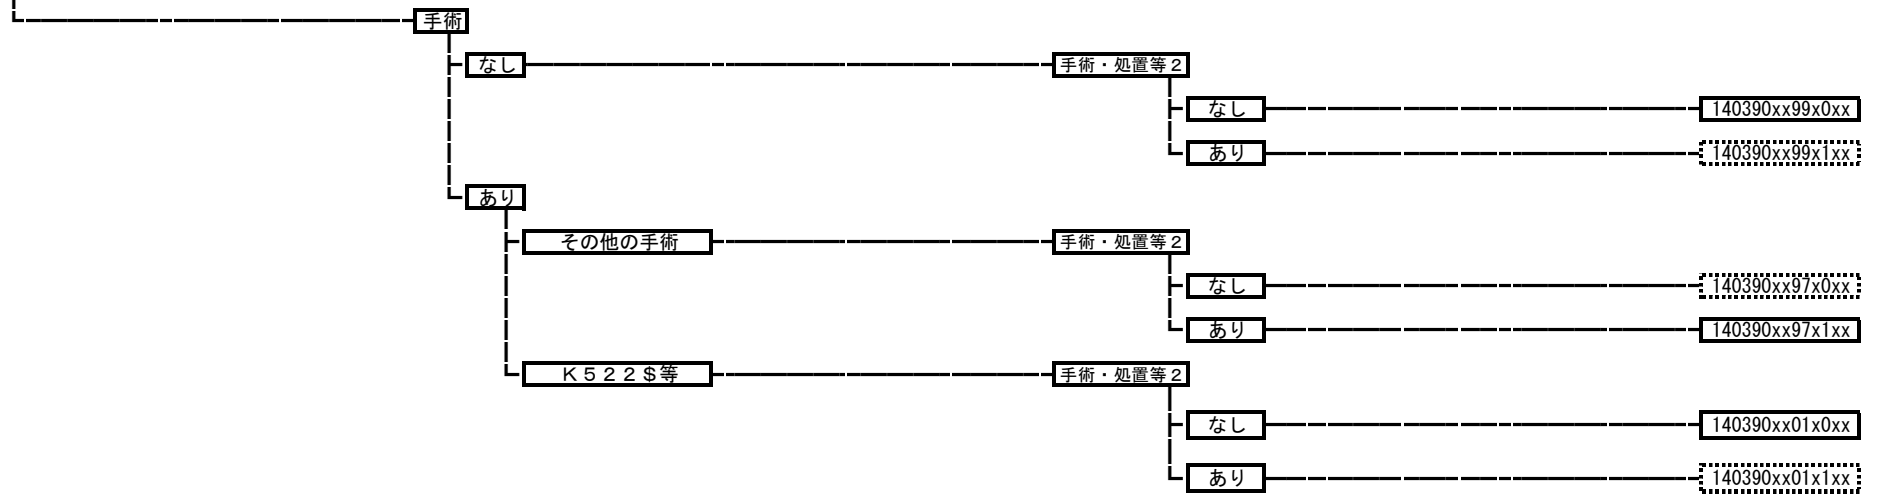 手術
なし 手術・処置等２
なし 140390xx99x0xx
あり 140390xx99x1xx
あり
その他の手術 手術・処置等２
なし 140390xx97x0xx
あり 140390xx97x1xx
Ｋ５２２＄等 手術・処置等２
なし 140390xx01x0xx
あり 140390xx01x1xx